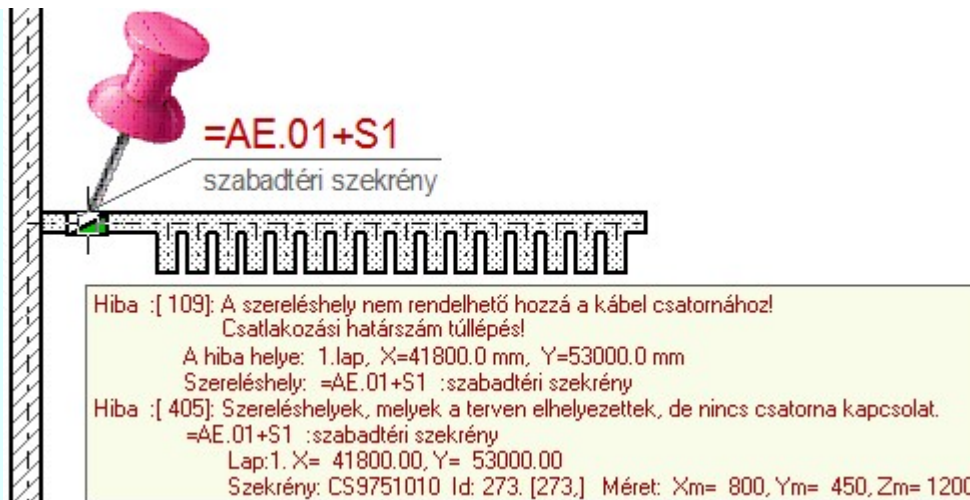 =AE.01+S1
szabadtéri szekrény
Hiba :[ 109]: A szereléshely nem rendelhető hozzá a kábel csatornához!
Csatlakozási határszám túllépés!
A hiba helye: 1.lap, X=41800.0 mm, Y=53000.0 mm
Szereléshely: =AE.01+S1 :szabadtéri szekrény
Hiba :[ 405]: Szereléshelyek, melyek a terven elhelyezettek, de nincs csatorna kapcsolat.
=AE.01+S1 :szabadtéri szekrény
Lap:1. X= 41800.00, Y= 53000.00
Szekrény: CS9751010 Id: 273. [273,] Méret: Xm= 800, Ym= 450, Zm= 1200